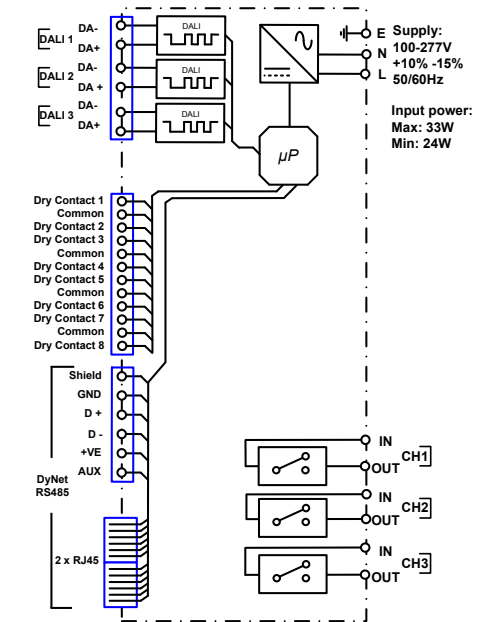 DALI 1
DA-
DA+
DALI 2
DA-
DA +
DALI 3
DA-
DA+
DALI
DALI
DALI
E
N
L
Supply:
100-277V
+10% -15%
50/60Hz
Input power:
Max: 33W
Min: 24W
µP
Dry Contact 1
Common
Dry Contact 2
Dry Contact 3
Common
Dry Contact 4
Dry Contact 5
Common
Dry Contact 6
Dry Contact 7
Common
Dry Contact 8
Shield
GND
D +
D -
+VE
AUX
DyNet
RS485
2 x RJ45
IN
OUT
CH1
IN
OUT
CH2
IN
OUT
CH3